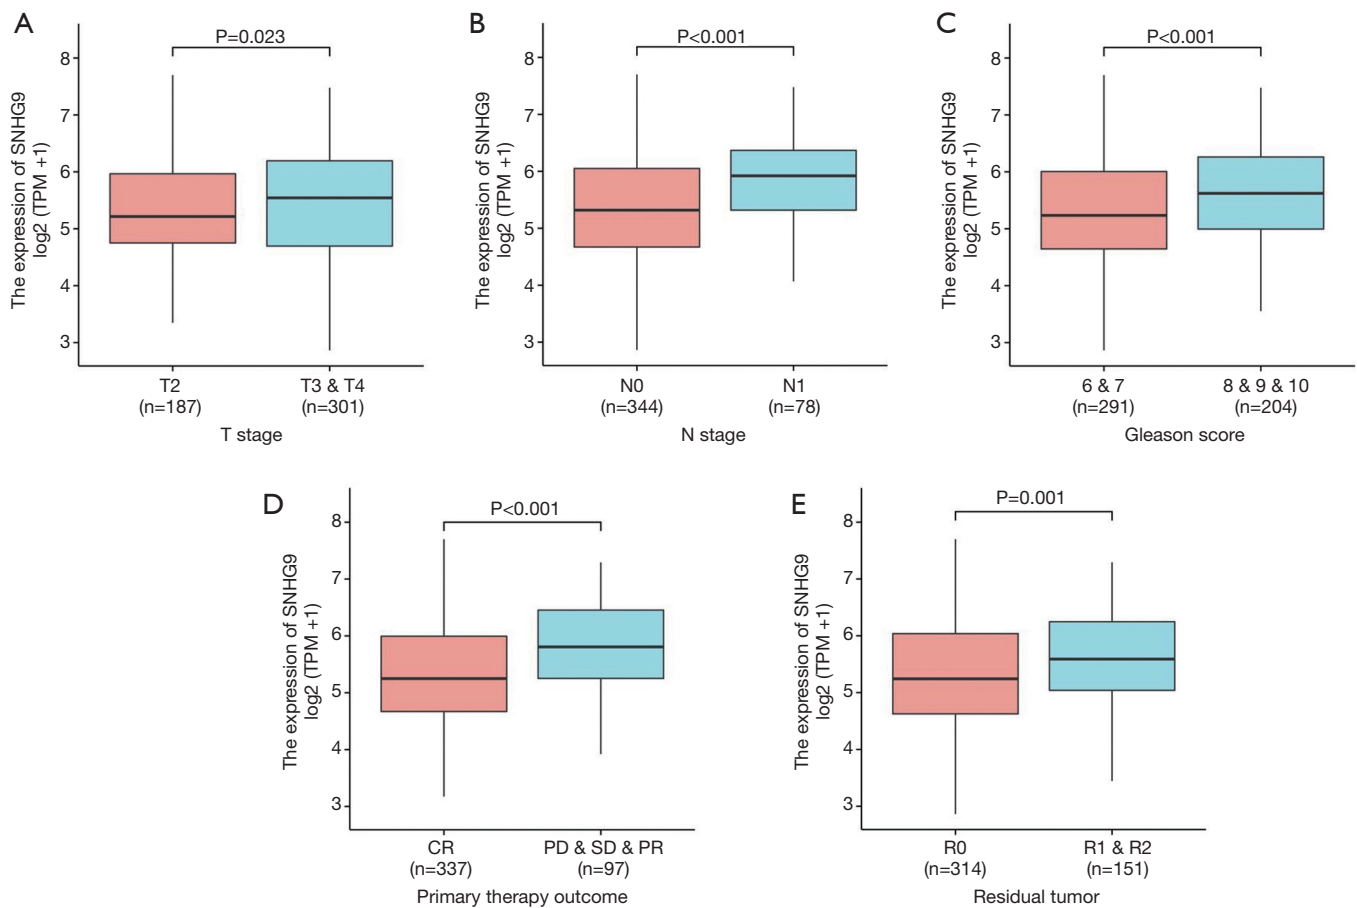 A
P=0.023
The expression of SNHG9
log2 (TPM +1)
8
7
6
5
4
3
T2
(n=187)
T3 & T4
(n=301)
T stage
B
P<0.001
The expression of SNHG9
log2 (TPM +1)
8
7
6
5
4
3
N0
(n=344)
N1
(n=78)
N stage
C
P<0.001
The expression of SNHG9
log2 (TPM +1)
8
7
6
5
4
3
6 & 7
(n=291)
8 & 9 & 10
(n=204)
Gleason score
D
P<0.001
The expression of SNHG9
log2 (TPM +1)
8
7
6
5
4
3
CR
(n=337)
PD & SD & PR
(n=97)
Primary therapy outcome
E
P=0.001
The expression of SNHG9
log2 (TPM +1)
8
7
6
5
4
3
R0
(n=314)
R1 & R2
(n=151)
Residual tumor